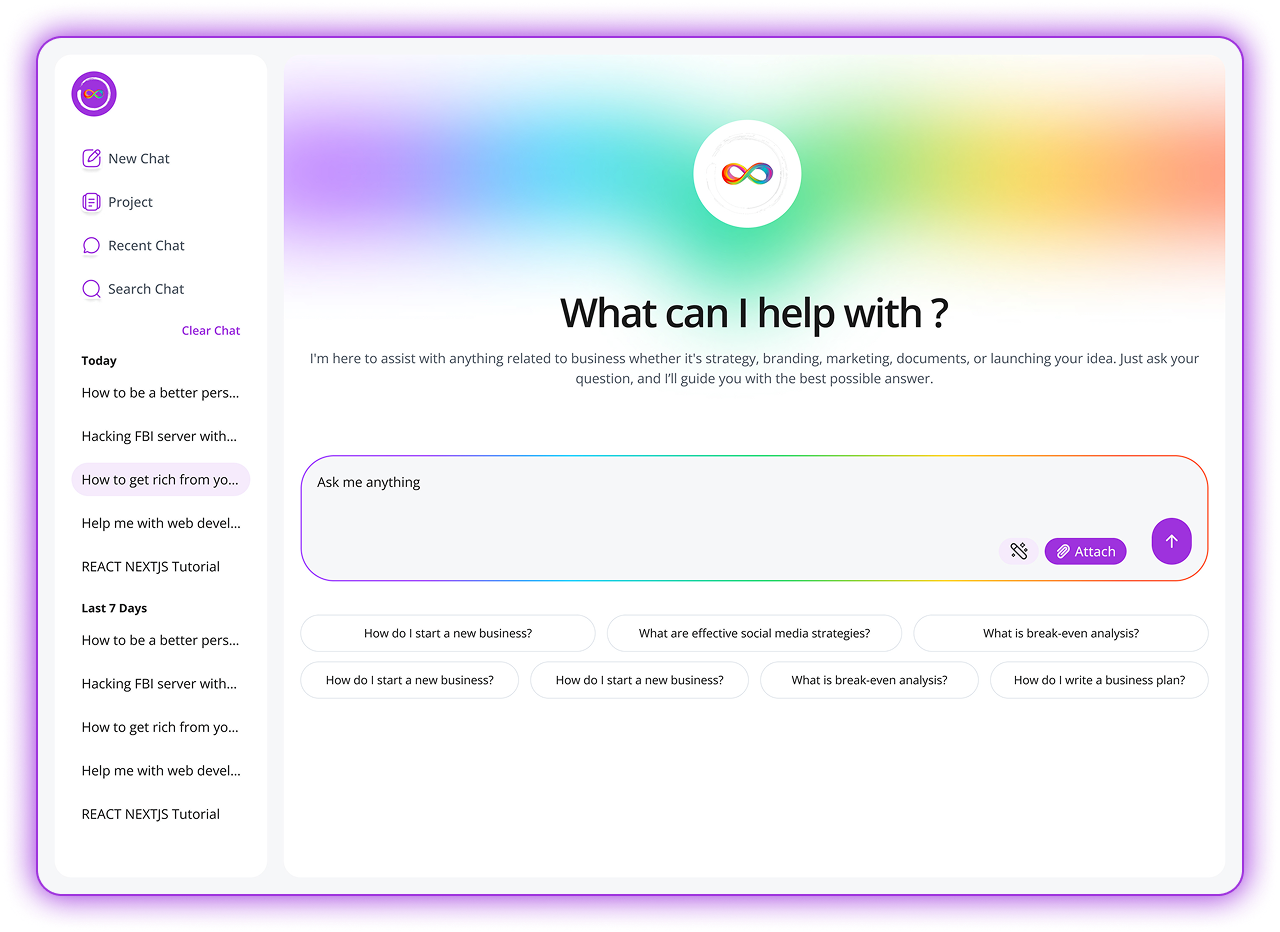 New Chat
Project
Recent Chat
Search Chat
Clear Chat
Today
How to be a better pers...
Hacking FBI server with...
How to get rich from yo...
Help me with web devel...
REACT NEXTJS Tutorial
Last 7 Days
How to be a better pers...
Hacking FBI server with...
How to get rich from yo...
Help me with web devel...
REACT NEXTJS Tutorial
What can I help with ?
I'm here to assist with anything related to business whether it's strategy, branding, marketing, documents, or launching your idea. Just ask your
question, and I'll guide you with the best possible answer.
Ask me anything
Attach
How do I start a new business?
What are effective social media strategies?
What is break-even analysis?
How do I start a new business?
How do I start a new business?
What is break-even analysis?
How do I write a business plan?